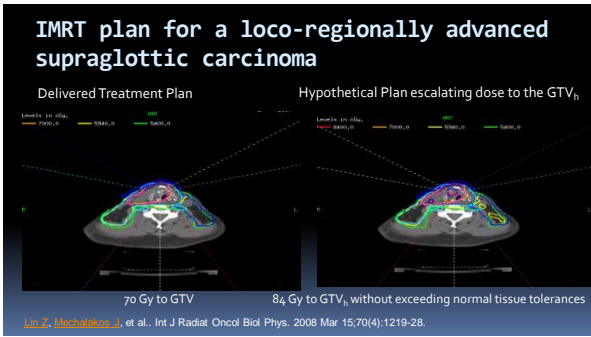 IMRT plan for a loco-regionally advanced
supraglottic carcinoma
Delivered Treatment Plan
Hypothetical Plan escalating dose to the GTVh
Levels in cGy.
7000.0 5940.0 5400.0
Levels in cGy.
8400.0 7000.0 5940.0 5400.0
R
L
70 Gy to GTV
84 Gy to GTVh without exceeding normal tissue tolerances
Lin Z, Mechalakos J, et al.. Int J Radiat Oncol Biol Phys. 2008 Mar 15;70(4):1219-28.